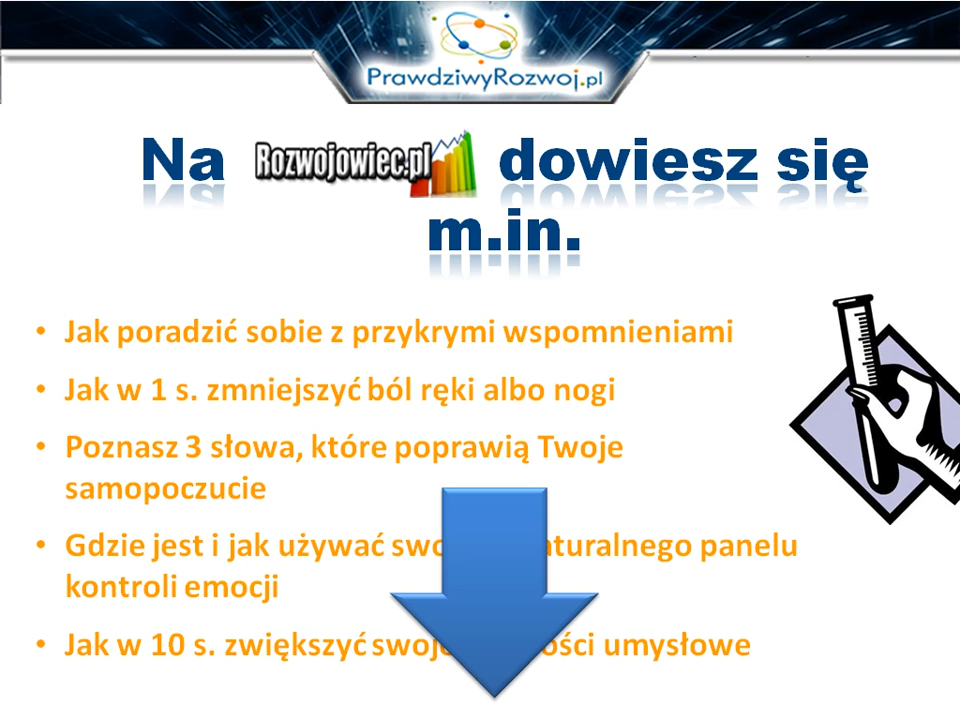 PrawdziwyRozwoj.pl
Na Rozwojowiec.pl dowiesz się
m.in.
• Jak poradzić sobie z przykrymi wspomnieniami
• Jak w 1 s. zmniejszyć ból ręki albo nogi
• Poznasz 3 słowa, które poprawią Twoje
samopoczucie
• Gdzie jest i jak używać panelu
kontroli emocji
• Jak w 10 s. zwiększyć umysłowe